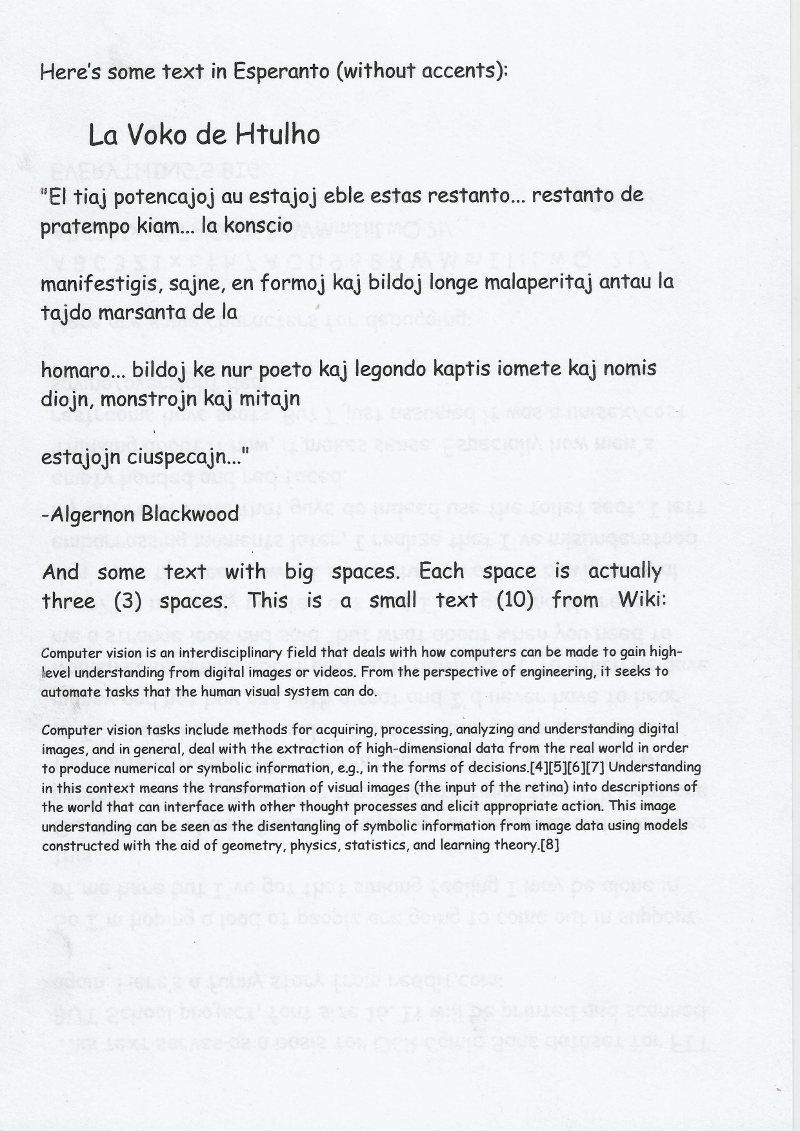 Here's some text in Esperanto (without accents):
La Voko de Htulho
"El tiaj potencajoj au estajoj eble estas restanto... restanto de
pratempo kiam... la konscio
manifestigis, sajne, en formoj kaj bildoj longe malaperitaj antau la
tajdo marsanta de la
homaro... bildoj ke nur poeto kaj legondo kaptis iomete kaj nomis
diojn, monstrojn kaj mitajn
estajojn ciuspecajn..."
-Algernon Blackwood
And   some   text   with   big   spaces.   Each   space   is   actually
three   (3)   spaces.   This   is   a   small   text   (10)   from   Wiki:
Computer vision is an interdisciplinary field that deals with how computers can be made to gain high-
level understanding from digital images or videos. From the perspective of engineering, it seeks to
automate tasks that the human visual system can do.
Computer vision tasks include methods for acquiring, processing, analyzing and understanding digital
images, and in general, deal with the extraction of high-dimensional data from the real world in order
to produce numerical or symbolic information, e.g., in the forms of decisions.[4][5][6][7] Understanding
in this context means the transformation of visual images (the input of the retina) into descriptions of
the world that can interface with other thought processes and elicit appropriate action. This image
understanding can be seen as the disentangling of symbolic information from image data using models
constructed with the aid of geometry, physics, statistics, and learning theory.[8]